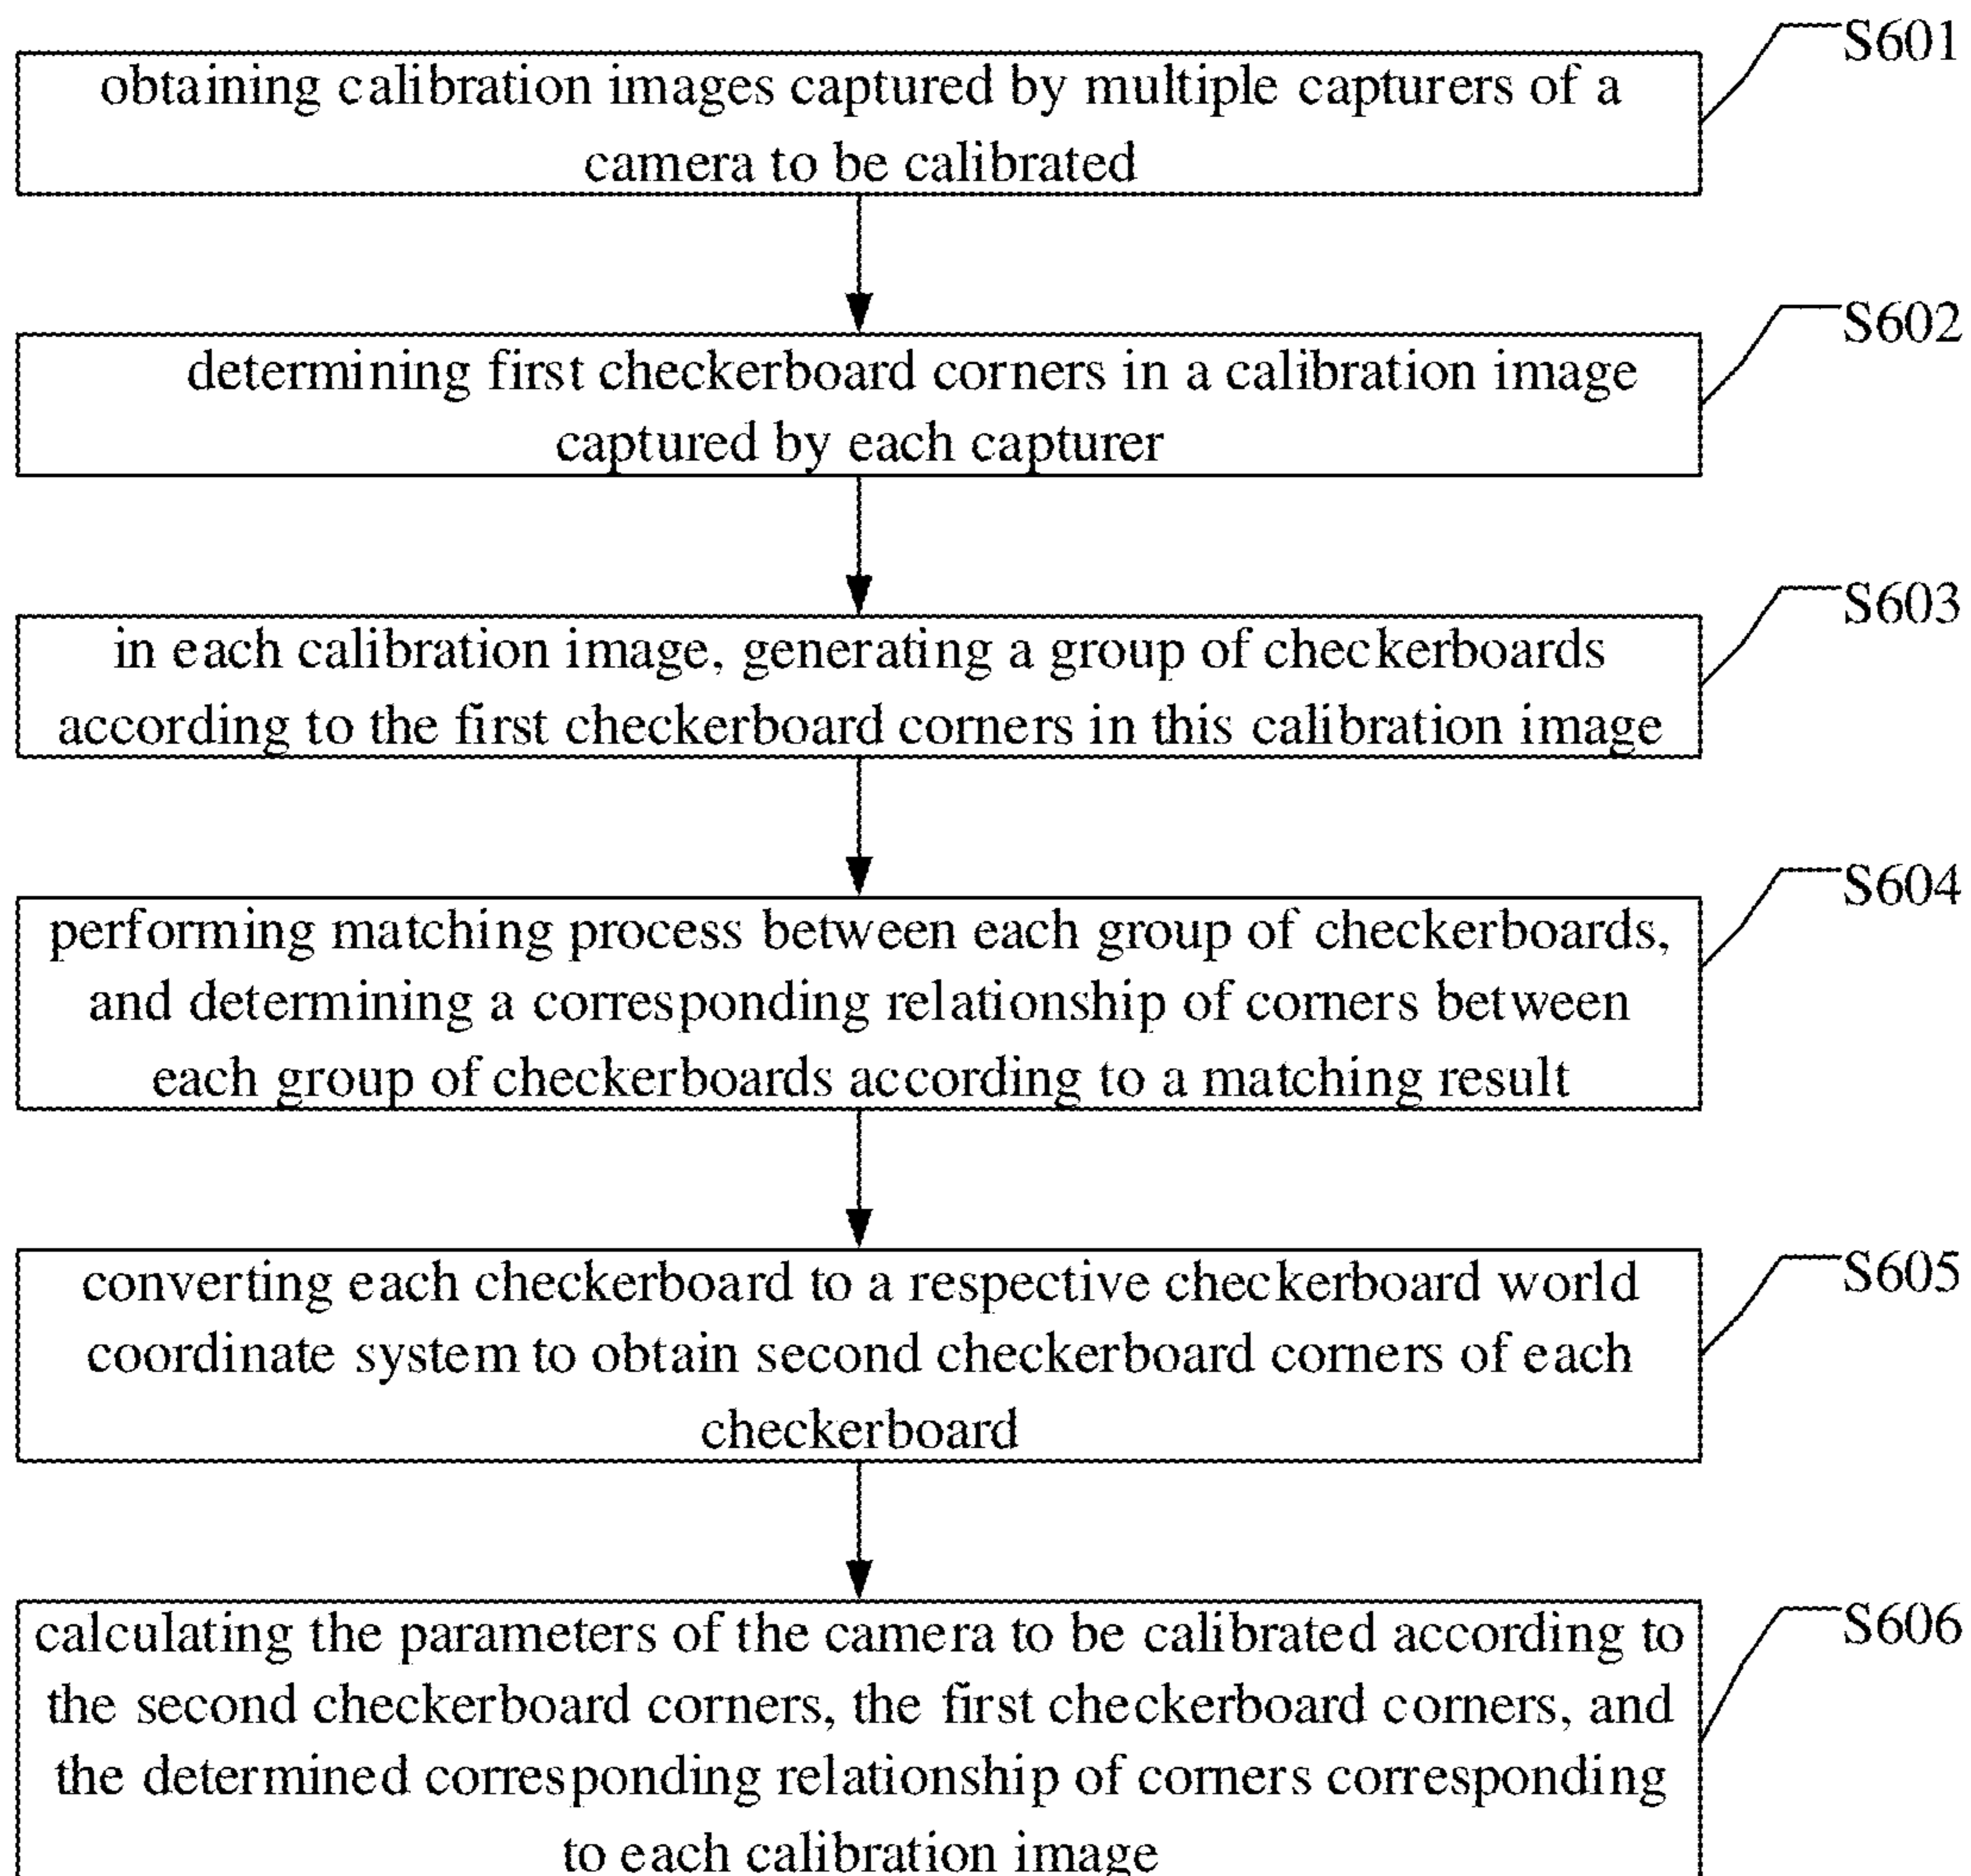 S601
obtaining calibration images captured by multiple capturers of a
camera to be calibrated
S602
determining first checkerboard corners in a calibration image
captured by each capturer
S603
in each calibration image, generating a group of checkerboards
according to the first checkerboard corners in this calibration image
S604
performing matching process between each group of checkerboards,
and determining a corresponding relationship of corners between
each group of checkerboards according to a matching result
S605
converting each checkerboard to a respective checkerboard world
coordinate system to obtain second checkerboard corners of each
checkerboard
S606
calculating the parameters of the camera to be calibrated according to
the second checkerboard corners, the first checkerboard corners, and
the determined corresponding relationship of corners corresponding
to each calibration image